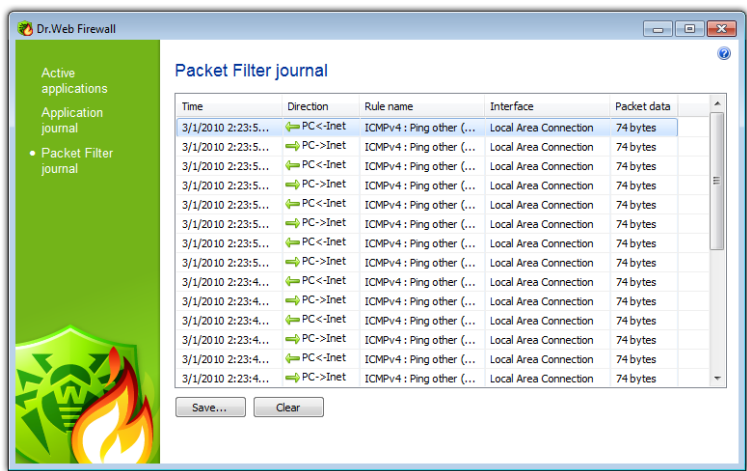 Dr.Web Firewall
Active
applications
Application
journal
Packet Filter
journal
Packet Filter journal
Time Direction Rule name Interface Packet data
3/1/2010 2:23:5... PC<-Inet ICMPv4 : Ping other (... Local Area Connection 74 bytes
3/1/2010 2:23:5... PC->Inet ICMPv4 : Ping other (... Local Area Connection 74 bytes
3/1/2010 2:23:5... PC->Inet ICMPv4 : Ping other (... Local Area Connection 74 bytes
3/1/2010 2:23:5... PC->Inet ICMPv4 : Ping other (... Local Area Connection 74 bytes
3/1/2010 2:23:5... PC<-Inet ICMPv4 : Ping other (... Local Area Connection 74 bytes
3/1/2010 2:23:5... PC->Inet ICMPv4 : Ping other (... Local Area Connection 74 bytes
3/1/2010 2:23:5... PC<-Inet ICMPv4 : Ping other (... Local Area Connection 74 bytes
3/1/2010 2:23:5... PC->Inet ICMPv4 : Ping other (... Local Area Connection 74 bytes
3/1/2010 2:23:4... PC<-Inet ICMPv4 : Ping other (... Local Area Connection 74 bytes
3/1/2010 2:23:4... PC->Inet ICMPv4 : Ping other (... Local Area Connection 74 bytes
3/1/2010 2:23:4... PC<-Inet ICMPv4 : Ping other (... Local Area Connection 74 bytes
3/1/2010 2:23:4... PC->Inet ICMPv4 : Ping other (... Local Area Connection 74 bytes
3/1/2010 2:23:4... PC<-Inet ICMPv4 : Ping other (... Local Area Connection 74 bytes
3/1/2010 2:23:4... PC->Inet ICMPv4 : Ping other (... Local Area Connection 74 bytes
Save... Clear